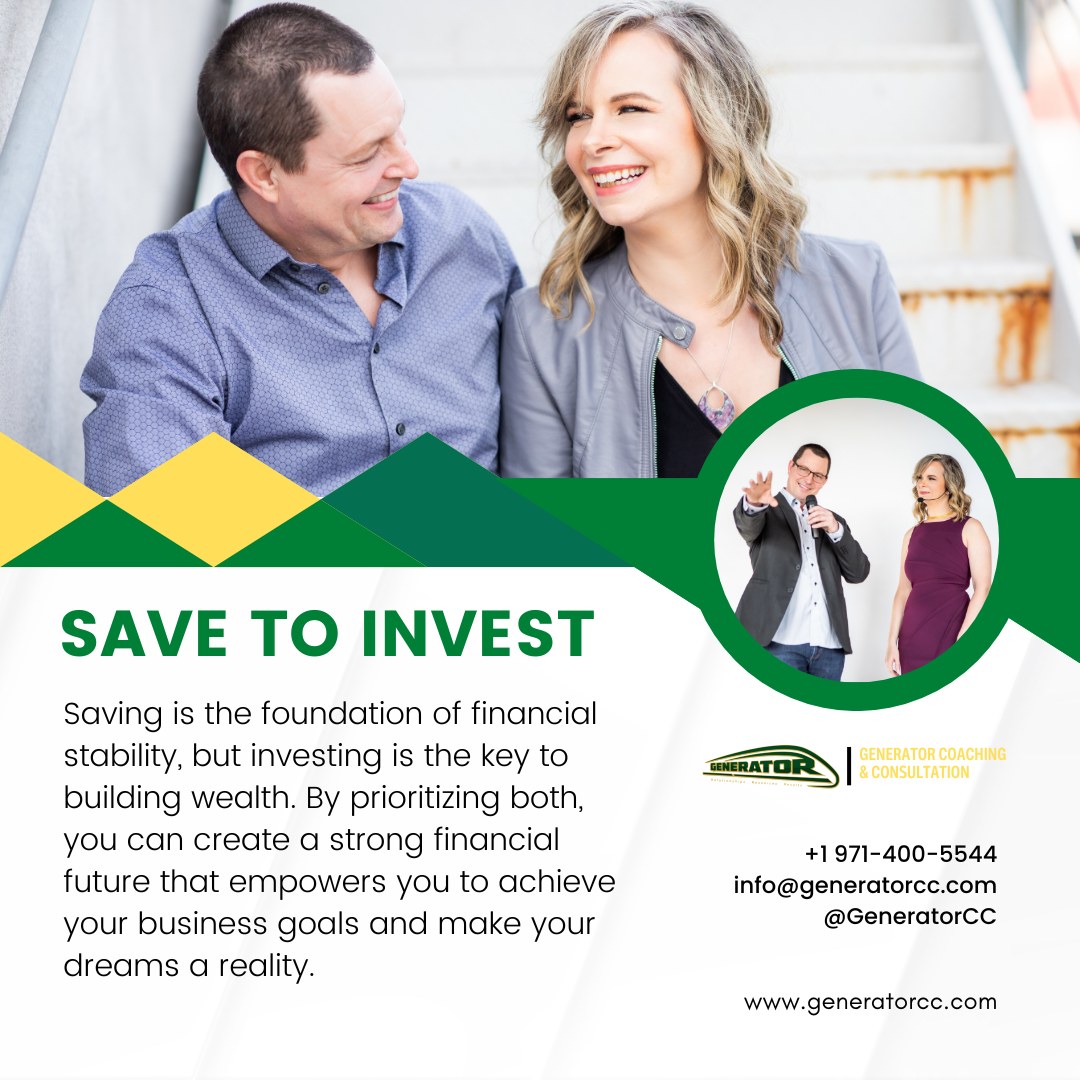 SAVE TO INVEST
Saving is the foundation of financial
stability, but investing is the key to
building wealth. By prioritizing both,
you can create a strong financial
future that empowers you to achieve
your business goals and make your
dreams a reality.
GENERATOR
GENERATOR COACHING
& CONSULTATION
+1 971-400-5544
info@generatorcc.com
@GeneratorCC
www.generatorcc.com